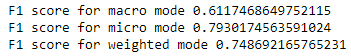 F1 score for macro mode 0.6117468649752115
F1 score for micro mode 0.7930174563591024
F1 score for weighted mode 0.748692165765231